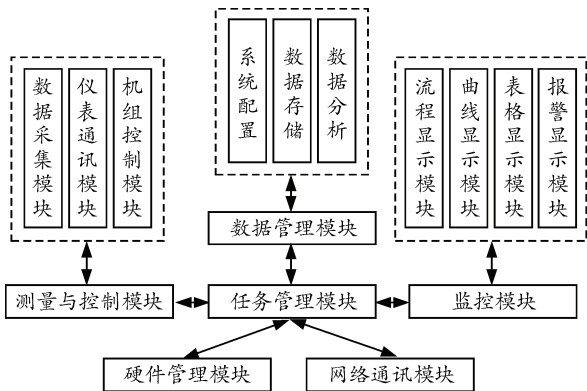 数据采集模块
仪表通讯模块
机组控制模块
系统配置
数据存储
数据分析
流程显示模块
曲线显示模块
表格显示模块
报警显示模块
数据管理模块
测量与控制模块
任务管理模块
监控模块
硬件管理模块
网络通讯模块